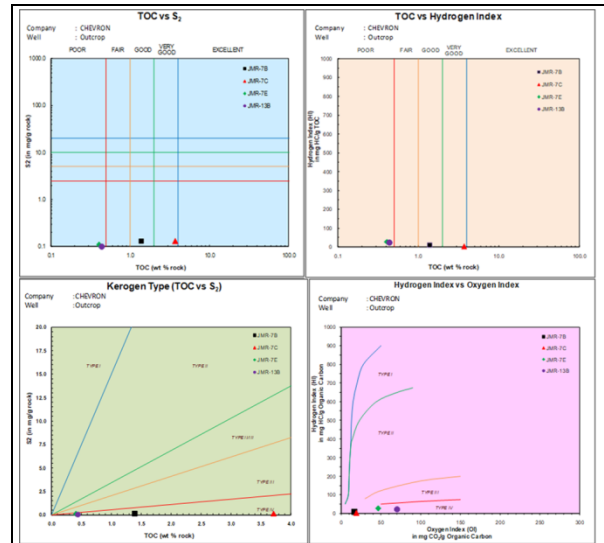 TOC vs S₂
Company : CHEVRON
Well : Outcrop
POOR FAIR GOOD VERY GOOD EXCELLENT
1000.0
100.0
10.0
1.0
0.1
S2 (in mg/g rock)
JMR-7B
JMR-7C
JMR-7E
JMR-13B
0.1 1.0 10.0 100.0
TOC (wt % rock)
TOC vs Hydrogen Index
Company : CHEVRON
Well : Outcrop
POOR FAIR GOOD VERY GOOD EXCELLENT
1000
900
800
700
600
500
400
300
200
100
0
Hydrogen Index (HI)
in mg HC/g TOC
JMR-7B
JMR-7C
JMR-7E
JMR-13B
0.1 1.0 10.0 100.0
TOC (wt % rock)
Kerogen Type (TOC vs S₂)
Company :CHEVRON
Well :Outcrop
20.0
17.5
15.0
12.5
10.0
7.5
5.0
2.5
0.0
S2 (in mg/g rock)
JMR-7B
JMR-7C
JMR-7E
JMR-13B
TYPE I
TYPE II
TYPE II/III
TYPE III
TYPE IV
0.0 0.5 1.0 1.5 2.0 2.5 3.0 3.5 4.0
TOC (wt % rock)
Hydrogen Index vs Oxygen Index
Company :CHEVRON
Well :Outcrop
1000
900
800
700
600
500
400
300
200
100
0
Hydrogen Index (HI)
in mg HC/g Organic Carbon
JMR-7B
JMR-7C
JMR-7E
JMR-13B
TYPE I
TYPE II
TYPE III
TYPE IV
0 50 100 150 200 250 300
Oxygen Index (OI)
in mg CO₂/g Organic Carbon